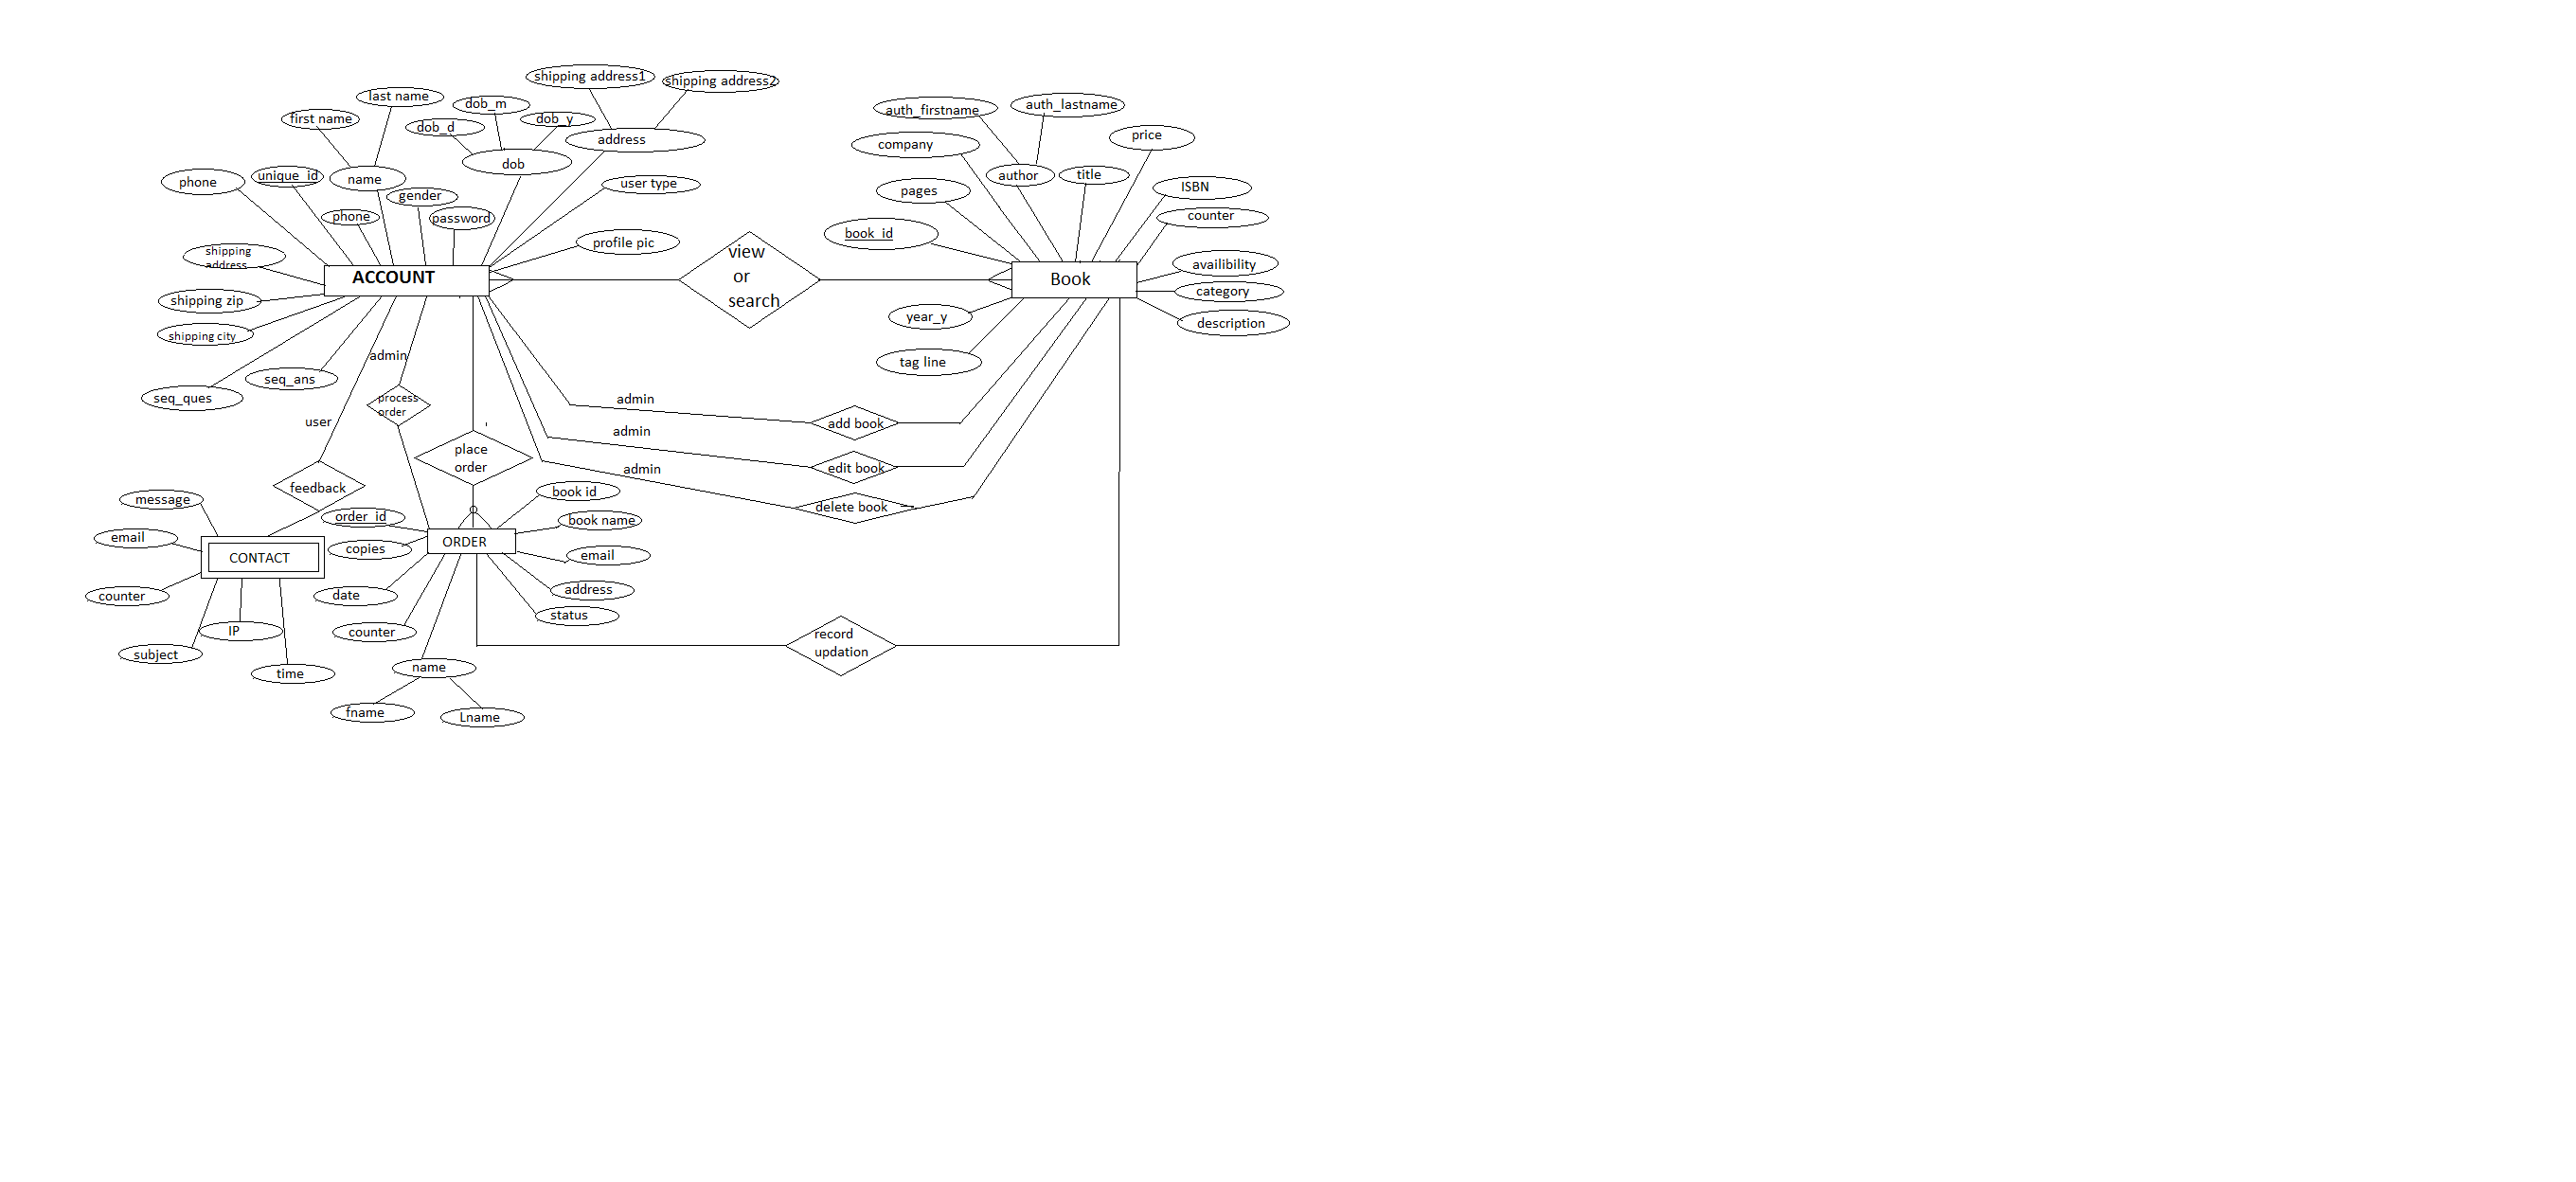 shipping address1
shipping address2
last name
dob_m
first name
dob_d
dob_y
address
dob
phone
unique_id
name
gender
user type
phone
password
profile pic
shipping
address
ACCOUNT
shipping zip
shipping city
seq_ques
seq_ans
view
or
search
auth_firstname
auth_lastname
company
price
author
title
pages
ISBN
counter
book_id
Book
availibility
category
description
year_y
tag line
admin
process
order
user
feedback
place
order
admin
add book
admin
edit book
admin
delete book
message
email
CONTACT
counter
IP
subject
time
order_id
copies
ORDER
date
counter
name
fname
Lname
book id
book name
email
address
status
record
updation